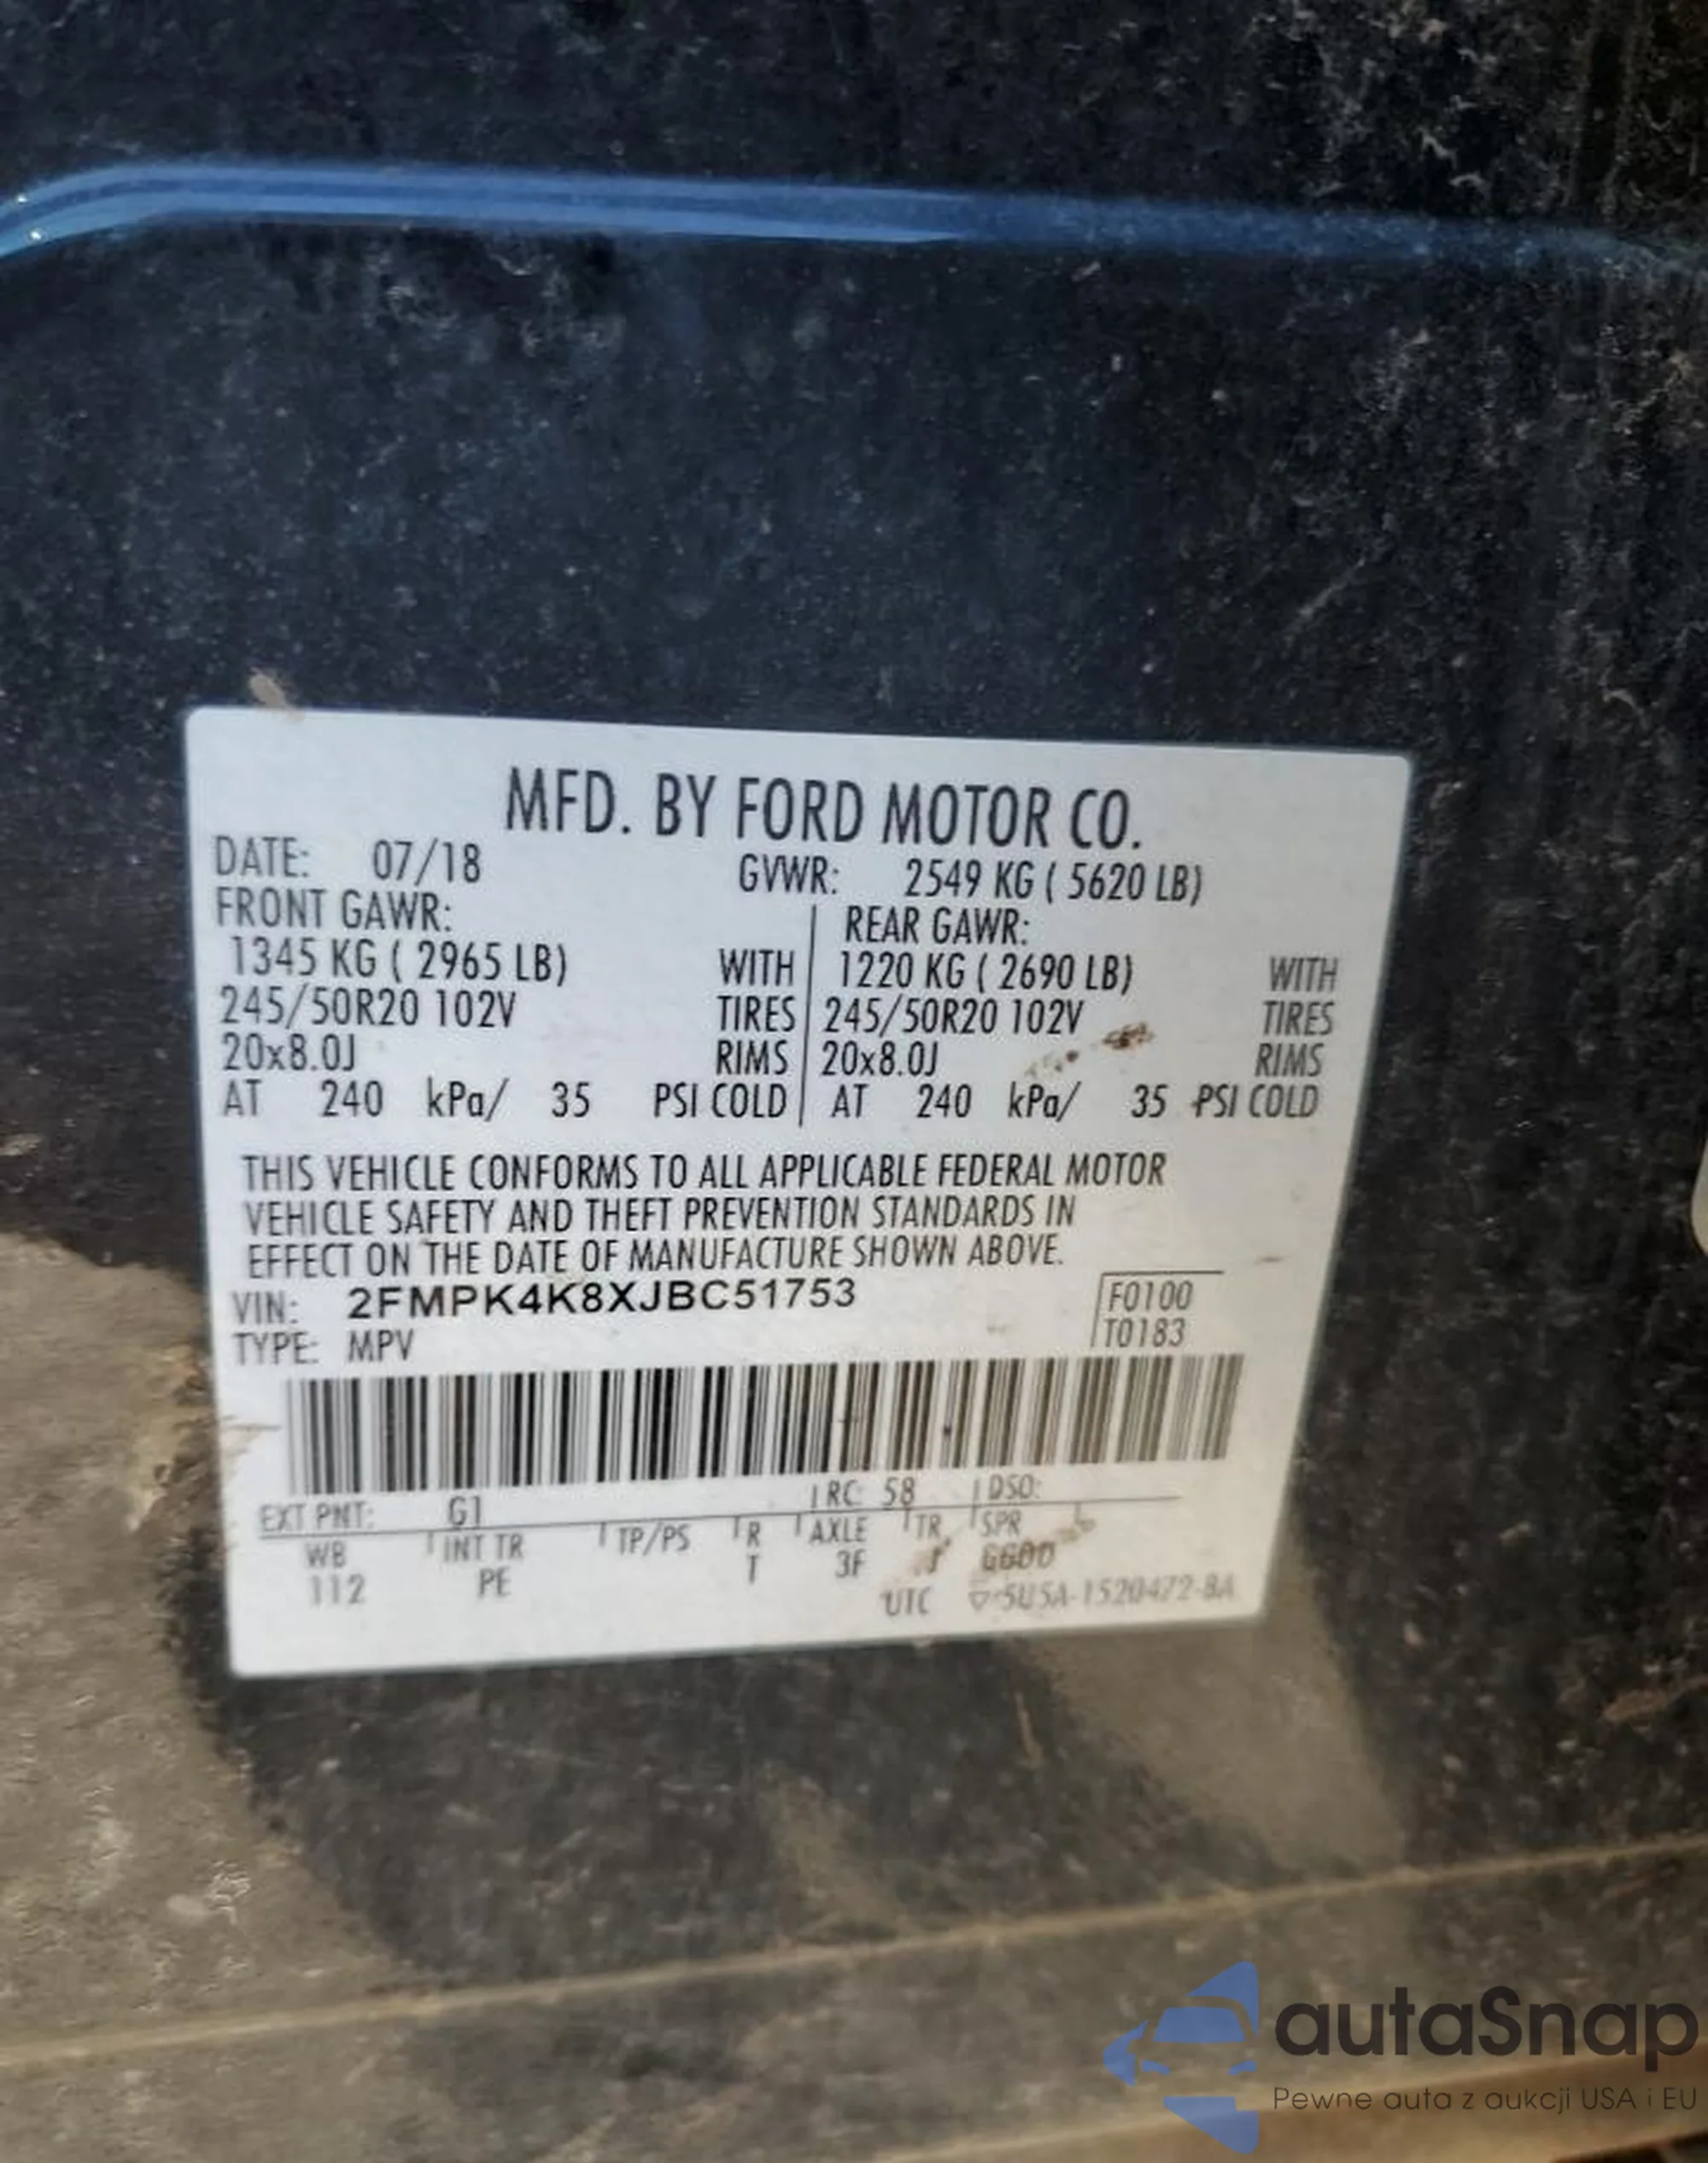 MFD. BY FORD MOTOR CO.
DATE: 07/18 GVWR: 2549 KG ( 5620 LB)
FRONT GAWR: REAR GAWR:
1345 KG ( 2965 LB) WITH 1220 KG ( 2690 LB) WITH
245/50R20 102V TIRES 245/50R20 102V TIRES
20x8.0J RIMS 20x8.0J RIMS
AT 240 kPa/ 35 PSI COLD AT 240 kPa/ 35 PSI COLD
THIS VEHICLE CONFORMS TO ALL APPLICABLE FEDERAL MOTOR
VEHICLE SAFETY AND THEFT PREVENTION STANDARDS IN
EFFECT ON THE DATE OF MANUFACTURE SHOWN ABOVE.
VIN: 2FMPK4K8XJBC51753 F0100
TYPE: MPV T0183
EXT PNT: G1 RC: 58 DSO:
WB INT TR TP/PS R AXLE TR SPR
112 PE T 3F
UTC
autaSnap
Pewne auta z aukcji USA i EU